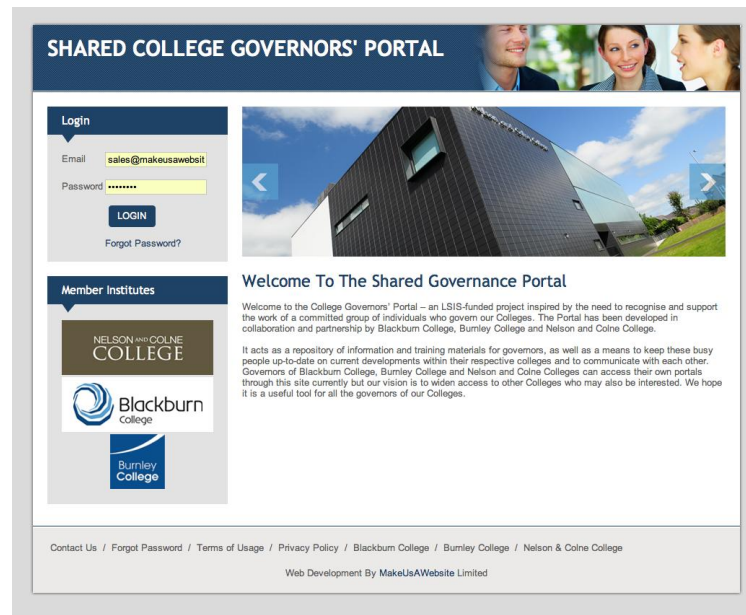 SHARED COLLEGE GOVERNORS' PORTAL
Login
Email sales@makeusawebsit
Password ••••••••
LOGIN
Forgot Password?
Member Institutes
NELSON AND COLNE
COLLEGE
Blackburn
College
Burnley
College
Welcome To The Shared Governance Portal
Welcome to the College Governors' Portal – an LSIS-funded project inspired by the need to recognise and support
the work of a committed group of individuals who govern our Colleges. The Portal has been developed in
collaboration and partnership by Blackburn College, Burnley College and Nelson and Colne College.
It acts as a repository of information and training materials for governors, as well as a means to keep these busy
people up-to-date on current developments within their respective colleges and to communicate with each other.
Governors of Blackburn College, Burnley College and Nelson and Colne Colleges can access their own portals
through this site currently but our vision is to widen access to other Colleges who may also be interested. We hope
it is a useful tool for all the governors of our Colleges.
Contact Us / Forgot Password / Terms of Usage / Privacy Policy / Blackburn College / Burnley College / Nelson & Colne College
Web Development By MakeUsAWebsite Limited